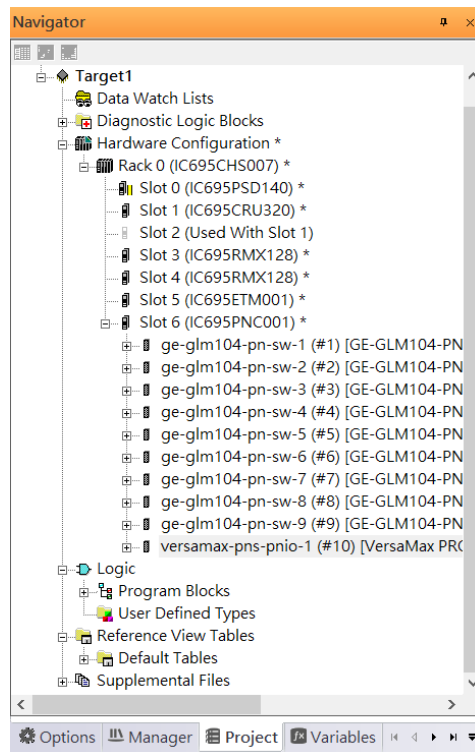 Navigator
Target1
Data Watch Lists
Diagnostic Logic Blocks
Hardware Configuration *
Rack 0 (IC695CHS007) *
Slot 0 (IC695PSD140) *
Slot 1 (IC695CRU320) *
Slot 2 (Used With Slot 1)
Slot 3 (IC695RMX128) *
Slot 4 (IC695RMX128) *
Slot 5 (IC695ETM001) *
Slot 6 (IC695PNC001) *
ge-glm104-pn-sw-1 (#1) [GE-GLM104-PN
ge-glm104-pn-sw-2 (#2) [GE-GLM104-PN
ge-glm104-pn-sw-3 (#3) [GE-GLM104-PN
ge-glm104-pn-sw-4 (#4) [GE-GLM104-PN
ge-glm104-pn-sw-5 (#5) [GE-GLM104-PN
ge-glm104-pn-sw-6 (#6) [GE-GLM104-PN
ge-glm104-pn-sw-7 (#7) [GE-GLM104-PN
ge-glm104-pn-sw-8 (#8) [GE-GLM104-PN
ge-glm104-pn-sw-9 (#9) [GE-GLM104-PN
versamax-pns-pnio-1 (#10) [VersaMax PRO
Logic
Program Blocks
User Defined Types
Reference View Tables
Default Tables
Supplemental Files
Options Manager Project Variables